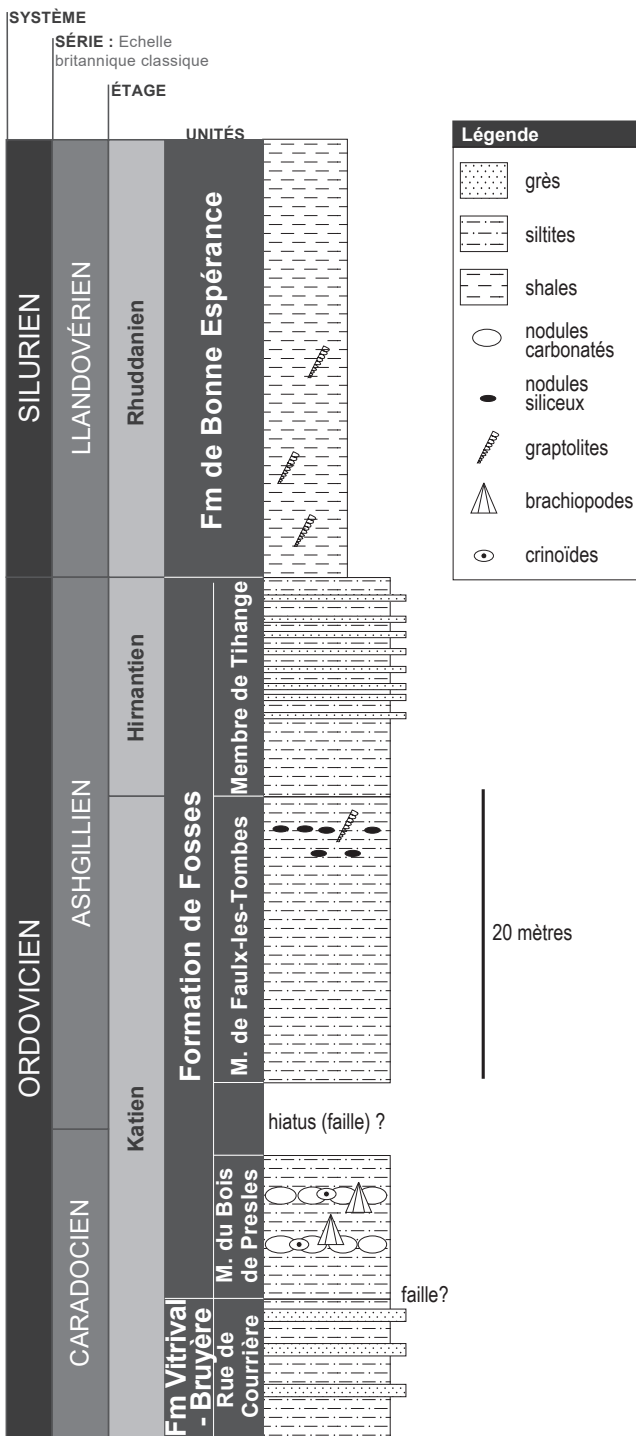 SYSTÈME
SÉRIE : Echelle
britannique classique
ÉTAGE
UNITÉS
SILURIEN
LLANDOVÉRIEN
Rhuddanien
Fm de Bonne Espérance
ORDOVICIEN
ASHGILLIEN
CARADOCIEN
Hirnantien
Katien
Formation de Fosses
Membre de Tihange
M. de Faulx-les-Tombes
hiatus (faille) ?
M. du Bois
de Presles
faille?
Fm Vitrival
- Bruyère
Rue de
Courrière
20 mètres
Légende
grès
siltites
shales
nodules
carbonatés
nodules
siliceux
graptolites
brachiopodes
crinoïdes